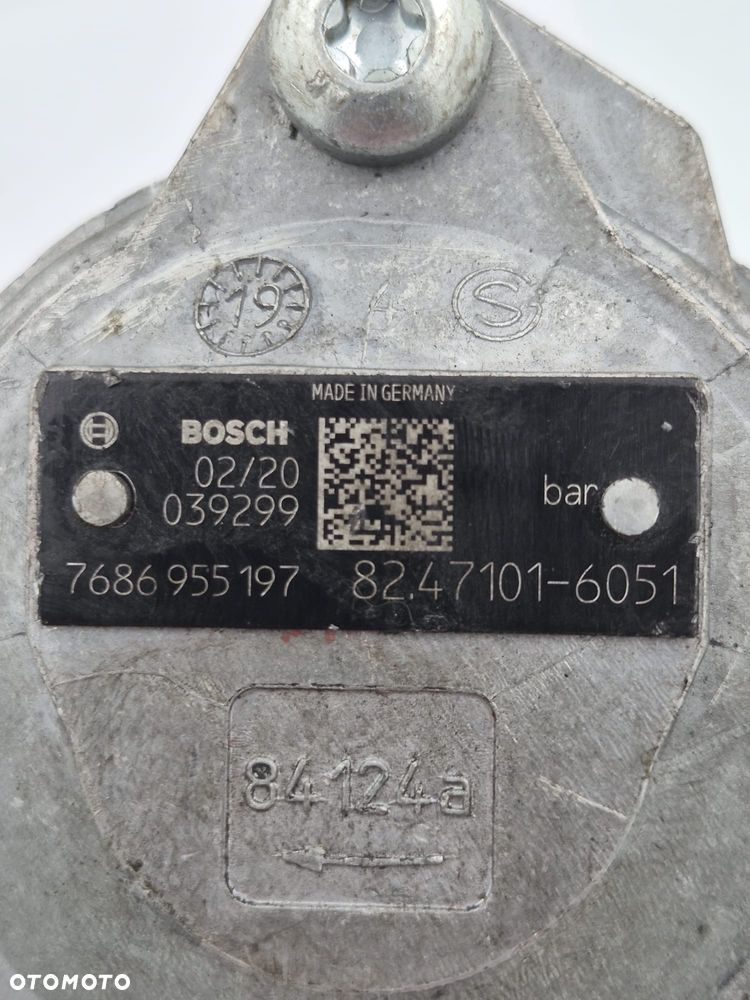 19
S
MADE IN GERMANY
BOSCH
02/20
039299
bar
7686 955 197 82.47101-6051
84124a
OTOMOTO